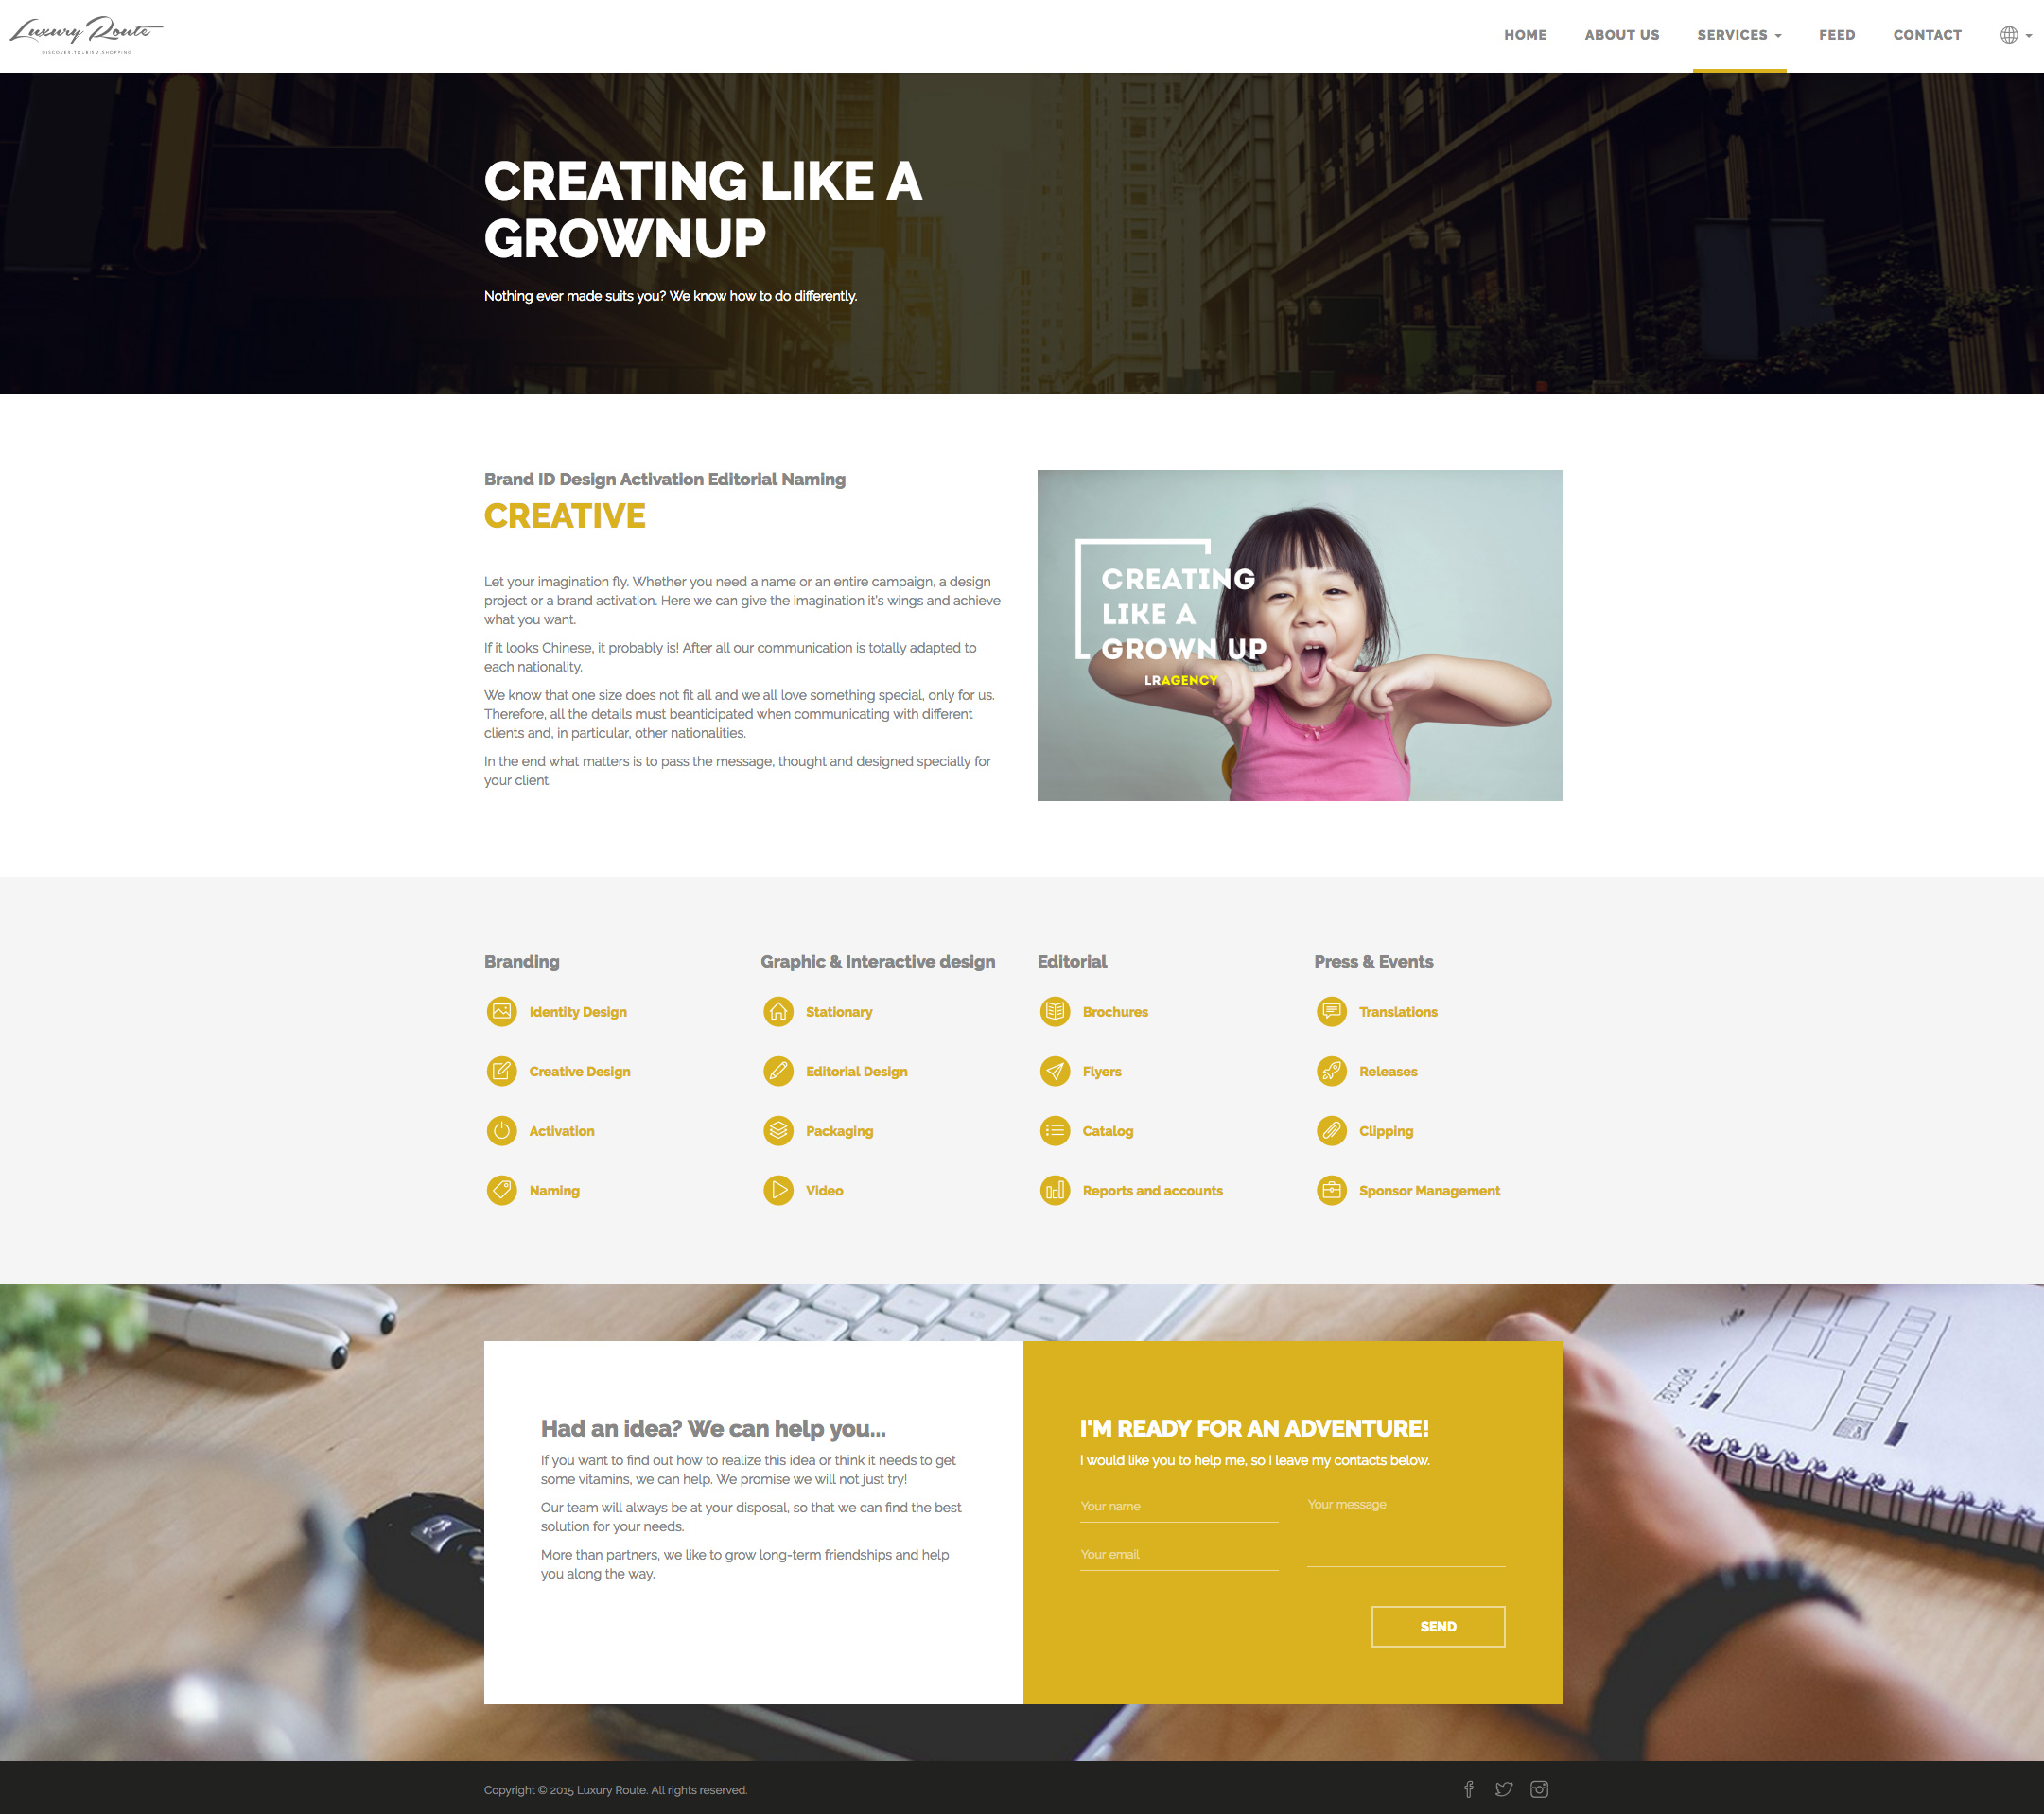 Luxury Route
DISCOVER.TOURISM.SHOPPING
HOME ABOUT US SERVICES FEED CONTACT
CREATING LIKE A
GROWNUP
Nothing ever made suits you? We know how to do differently.
Brand ID Design Activation Editorial Naming
CREATIVE
Let your imagination fly. Whether you need a name or an entire campaign, a design
project or a brand activation. Here we can give the imagination it's wings and achieve
what you want.
If it looks Chinese, it probably is! After all our communication is totally adapted to
each nationality.
We know that one size does not fit all and we all love something special, only for us.
Therefore, all the details must beanticipated when communicating with different
clients and, in particular, other nationalities.
In the end what matters is to pass the message, thought and designed specially for
your client.
CREATING
LIKE A
GROWN UP
LRAGENCY
Branding
Identity Design
Creative Design
Activation
Naming
Graphic & Interactive design
Stationary
Editorial Design
Packaging
Video
Editorial
Brochures
Flyers
Catalog
Reports and accounts
Press & Events
Translations
Releases
Clipping
Sponsor Management
Had an idea? We can help you...
If you want to find out how to realize this idea or think it needs to get
some vitamins, we can help. We promise we will not just try!
Our team will always be at your disposal, so that we can find the best
solution for your needs.
More than partners, we like to grow long-term friendships and help
you along the way.
I'M READY FOR AN ADVENTURE!
I would like you to help me, so I leave my contacts below.
Your name
Your email
Your message
SEND
Copyright © 2015 Luxury Route. All rights reserved.